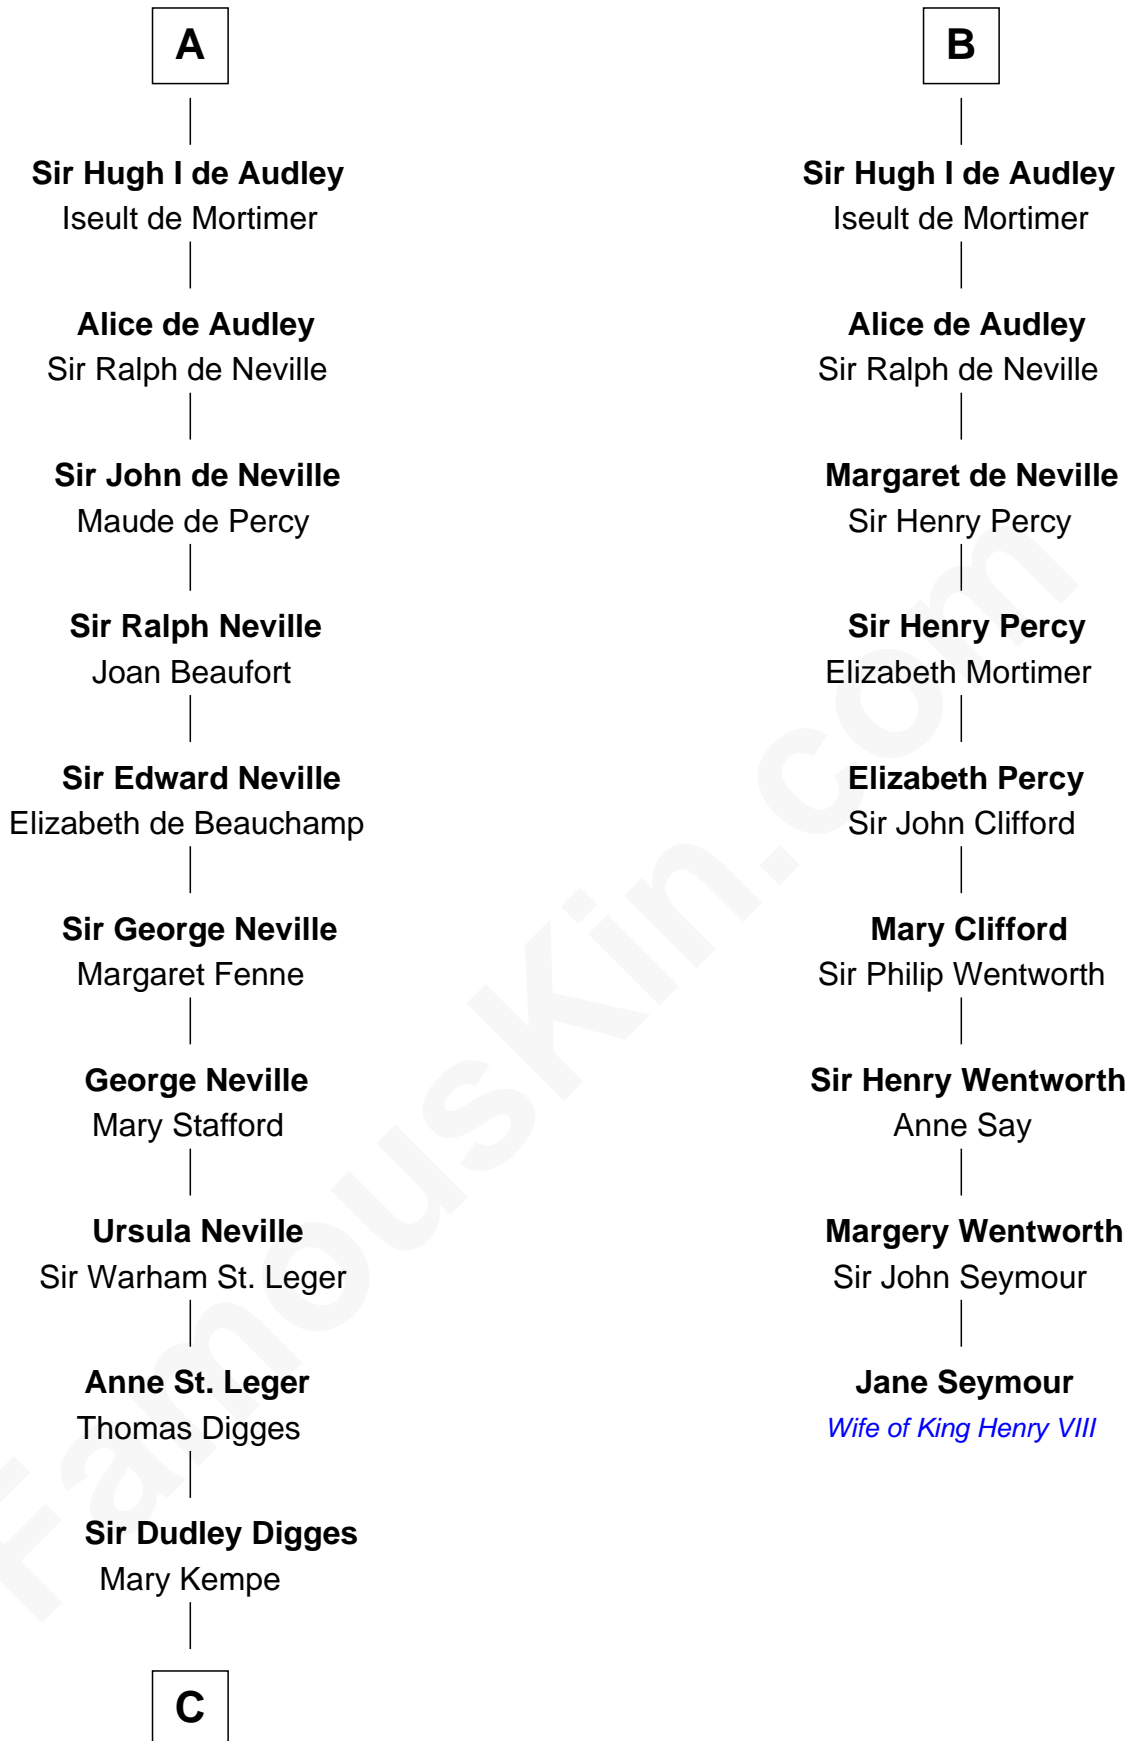 A
Sir Hugh I de Audley
Iseult de Mortimer
Alice de Audley
Sir Ralph de Neville
Sir John de Neville
Maude de Percy
Sir Ralph Neville
Joan Beaufort
Sir Edward Neville
Elizabeth de Beauchamp
Sir George Neville
Margaret Fenne
George Neville
Mary Stafford
Ursula Neville
Sir Warham St. Leger
Anne St. Leger
Thomas Digges
Sir Dudley Digges
Mary Kempe
C
B
Sir Hugh I de Audley
Iseult de Mortimer
Alice de Audley
Sir Ralph de Neville
Margaret de Neville
Sir Henry Percy
Sir Henry Percy
Elizabeth Mortimer
Elizabeth Percy
Sir John Clifford
Mary Clifford
Sir Philip Wentworth
Sir Henry Wentworth
Anne Say
Margery Wentworth
Sir John Seymour
Jane Seymour
Wife of King Henry VIII
FamousKin.com